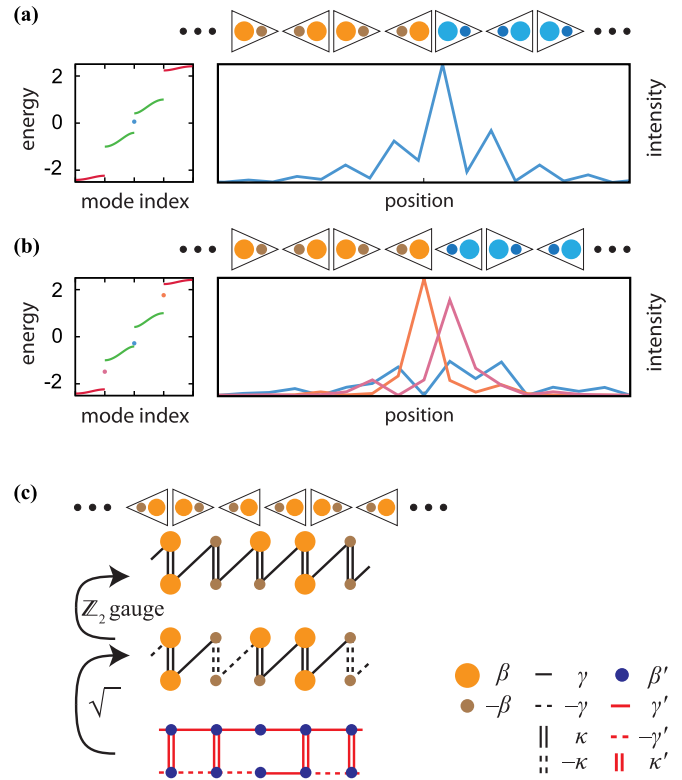 (a)
energy
2
0
-2
mode index
position
intensity
(b)
energy
2
0
-2
mode index
position
intensity
(c)
ℤ₂ gauge
√
β γ β′
-β -γ γ′
κ -γ′
-κ κ′